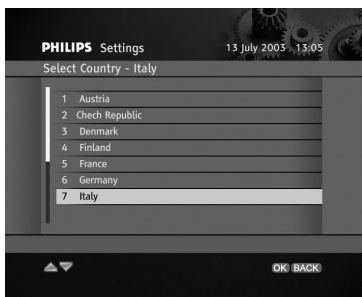 PHILIPS Settings 13 July 2003 13:05
Select Country - Italy
1 Austria
2 Chech Republic
3 Denmark
4 Finland
5 France
6 Germany
7 Italy
OK BACK